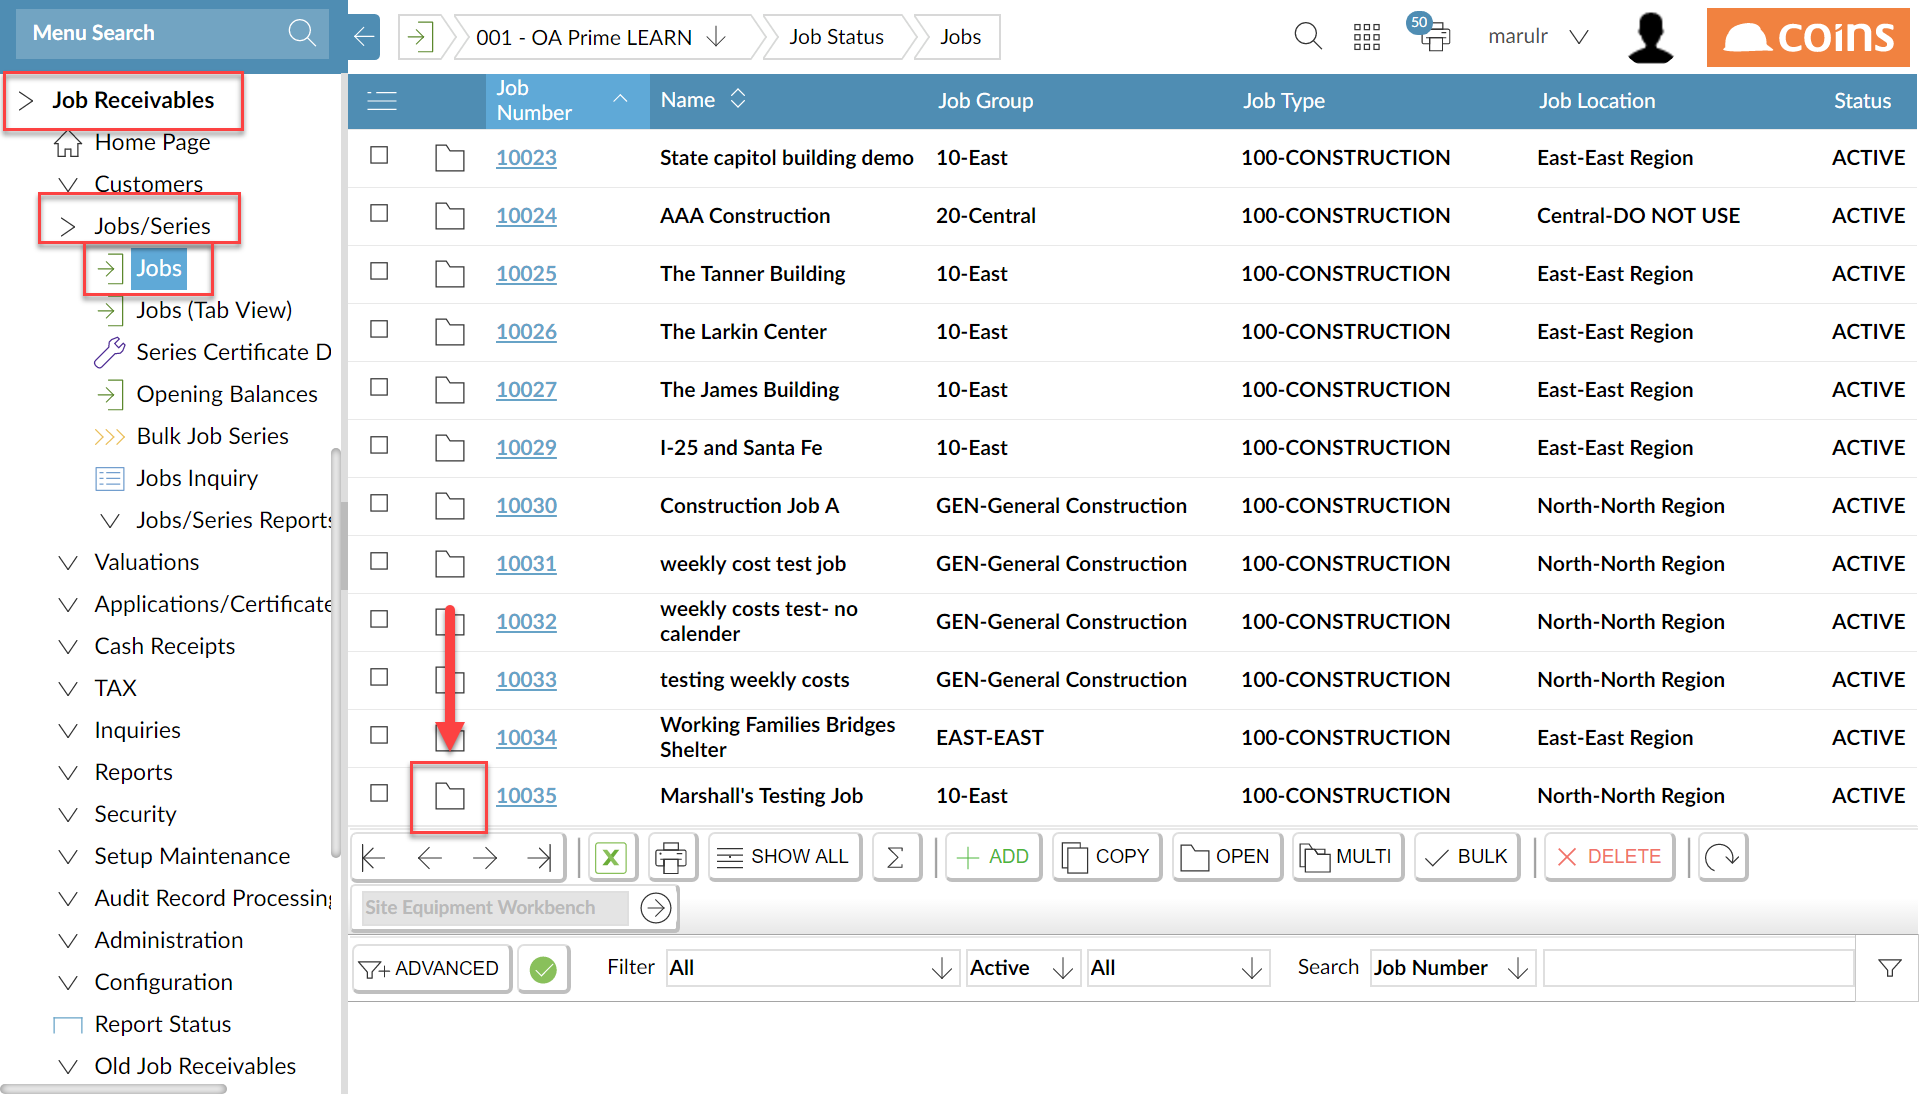 Menu Search
001 - OA Prime LEARN
Job Status
Jobs
50
marulr
coins
Job Receivables
Home Page
Customers
Jobs/Series
Jobs
Jobs (Tab View)
Series Certificate D
Opening Balances
Bulk Job Series
Jobs Inquiry
Jobs/Series Reports
Valuations
Applications/Certificate
Cash Receipts
TAX
Inquiries
Reports
Security
Setup Maintenance
Audit Record Processing
Administration
Configuration
Report Status
Old Job Receivables
Job Number Name Job Group Job Type Job Location Status
10023 State capitol building demo 10-East 100-CONSTRUCTION East-East Region ACTIVE
10024 AAA Construction 20-Central 100-CONSTRUCTION Central-DO NOT USE ACTIVE
10025 The Tanner Building 10-East 100-CONSTRUCTION East-East Region ACTIVE
10026 The Larkin Center 10-East 100-CONSTRUCTION East-East Region ACTIVE
10027 The James Building 10-East 100-CONSTRUCTION East-East Region ACTIVE
10029 I-25 and Santa Fe 10-East 100-CONSTRUCTION East-East Region ACTIVE
10030 Construction Job A GEN-General Construction 100-CONSTRUCTION North-North Region ACTIVE
10031 weekly cost test job GEN-General Construction 100-CONSTRUCTION North-North Region ACTIVE
10032 weekly costs test- no calender GEN-General Construction 100-CONSTRUCTION North-North Region ACTIVE
10033 testing weekly costs GEN-General Construction 100-CONSTRUCTION North-North Region ACTIVE
10034 Working Families Bridges Shelter EAST-EAST 100-CONSTRUCTION East-East Region ACTIVE
10035 Marshall's Testing Job 10-East 100-CONSTRUCTION North-North Region ACTIVE
SHOW ALL Σ ADD COPY OPEN MULTI BULK DELETE
Site Equipment Workbench
ADVANCED Filter All Active All Search Job Number